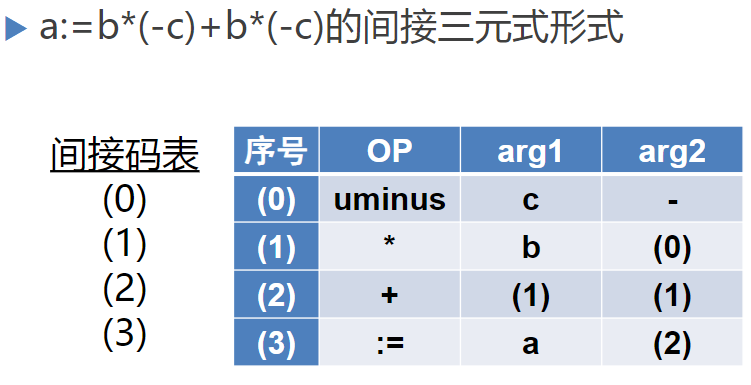 a:=b*(-c)+b*(-c)的间接三元式形式
间接码表
(0)
(1)
(2)
(3)
序号 OP arg1 arg2
(0) uminus c -
(1) * b (0)
(2) + (1) (1)
(3) := a (2)